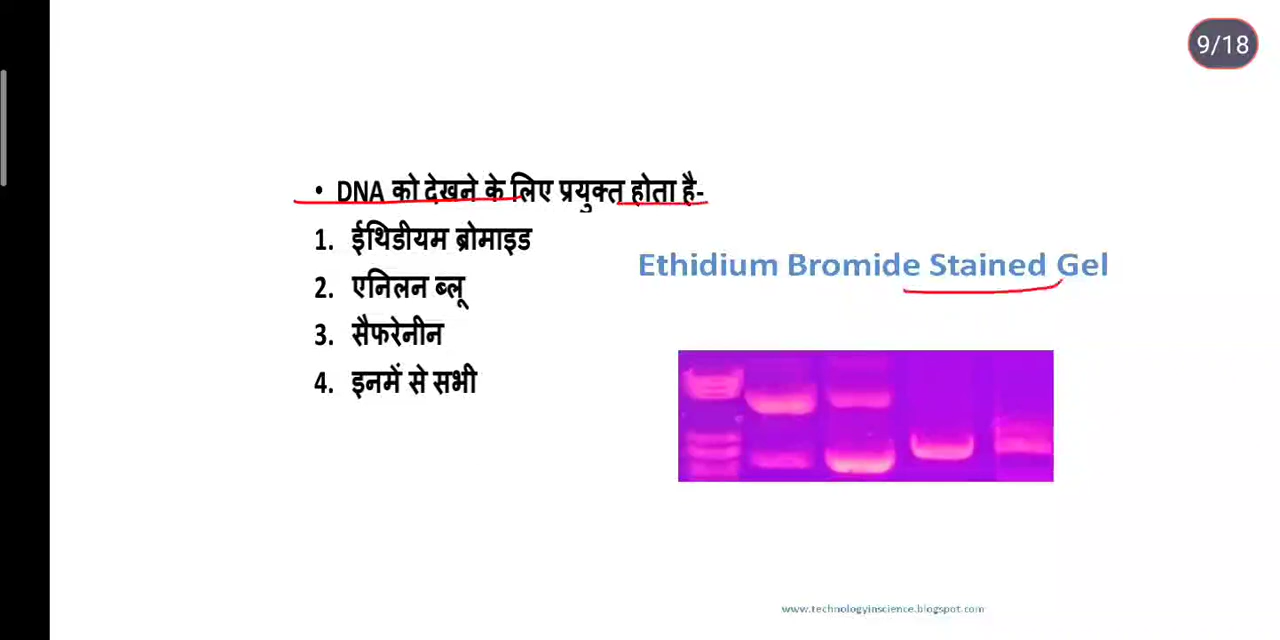 9/18
• DNA को देखने के लिए प्रयुक्त होता है-
1. ईथिडीयम ब्रोमाइड
2. एनिलन ब्लू
3. सैफरेनीन
4. इनमें से सभी
Ethidium Bromide Stained Gel
www.technologyinscience.blogspot.com